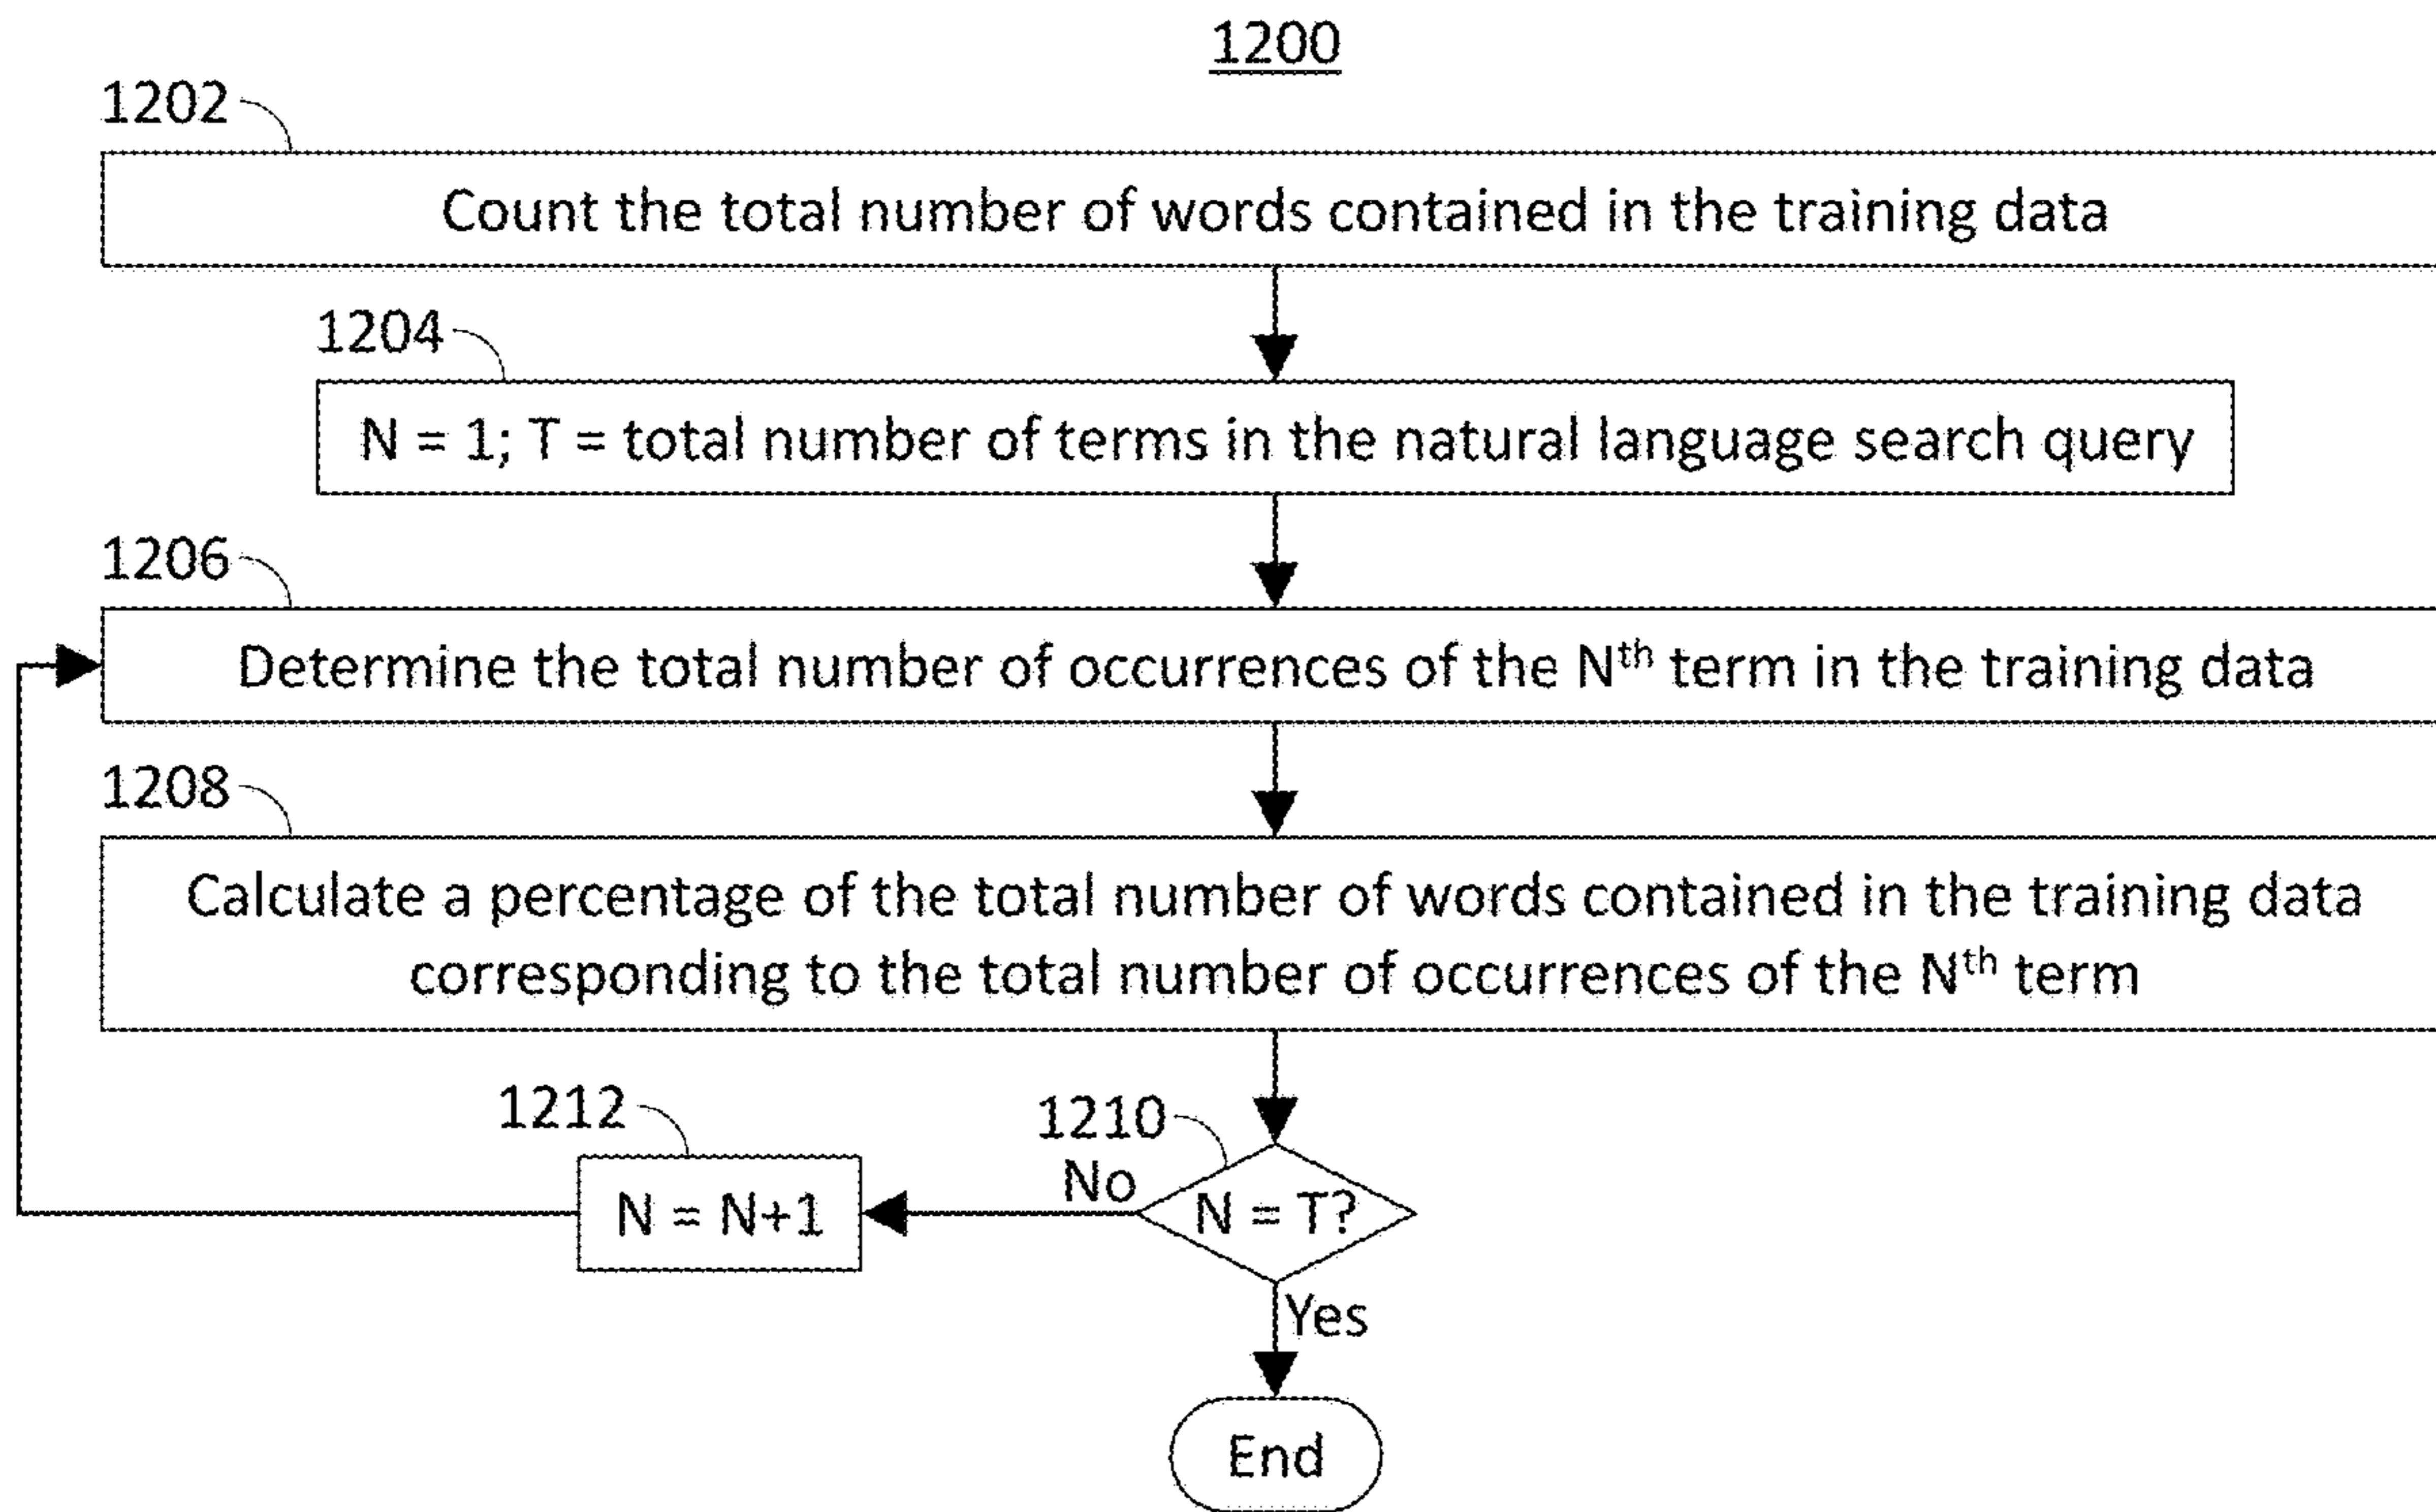 1200
1202
Count the total number of words contained in the training data
1204
N = 1; T = total number of terms in the natural language search query
1206
Determine the total number of occurrences of the Nth term in the training data
1208
Calculate a percentage of the total number of words contained in the training data
corresponding to the total number of occurrences of the Nth term
1212
1210
No
N = N+1
N = T?
Yes
End